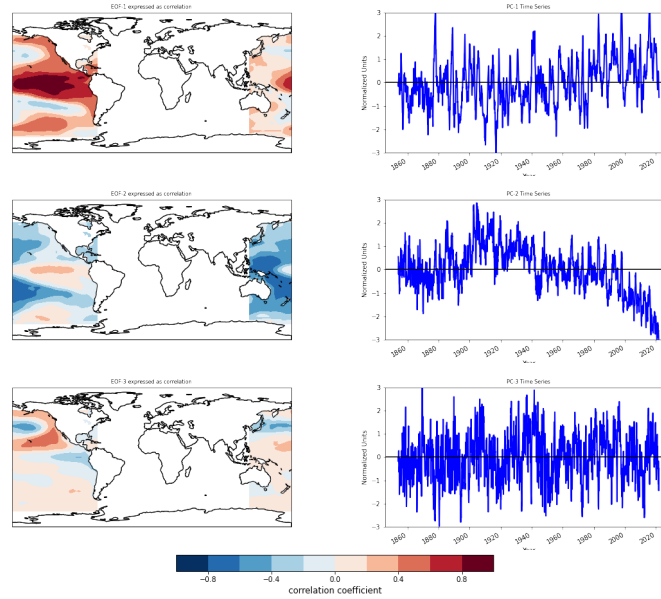 EOF-1 expressed as correlation
PC-1 Time Series
Normalized Units
3
2
1
0
−1
−2
−3
1860 1880 1900 1920 1940 1960 1980 2000 2020
EOF-2 expressed as correlation
PC-2 Time Series
Normalized Units
3
2
1
0
−1
−2
−3
1860 1880 1900 1920 1940 1960 1980 2000 2020
EOF-3 expressed as correlation
PC-3 Time Series
Normalized Units
3
2
1
0
−1
−2
−3
1860 1880 1900 1920 1940 1960 1980 2000 2020
−0.8 −0.4 0.0 0.4 0.8
correlation coefficient